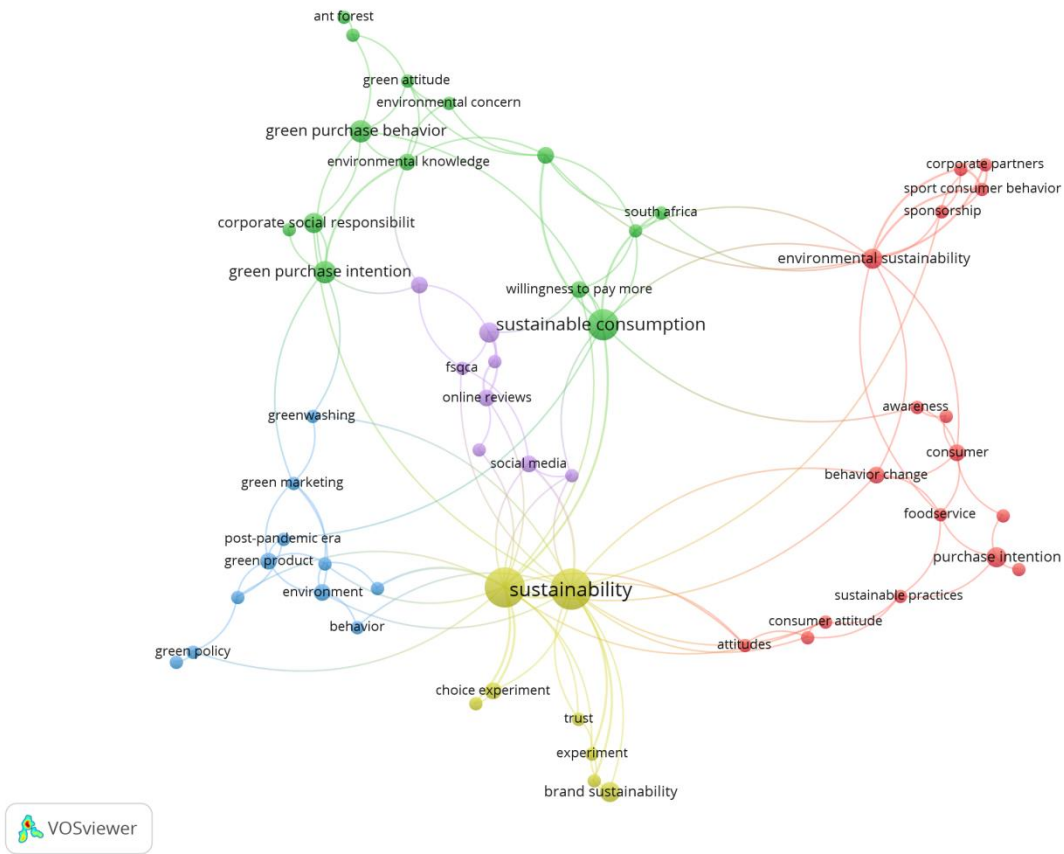 ant forest
green attitude
environmental concern
green purchase behavior
environmental knowledge
corporate partners
sport consumer behavior
sponsorship
south africa
corporate social responsibilit
environmental sustainability
green purchase intention
willingness to pay more
sustainable consumption
fsqca
online reviews
awareness
greenwashing
consumer
social media
behavior change
green marketing
foodservice
post-pandemic era
green product
purchase intention
environment
sustainability
sustainable practices
behavior
consumer attitude
attitudes
green policy
choice experiment
trust
experiment
brand sustainability
VOSviewer